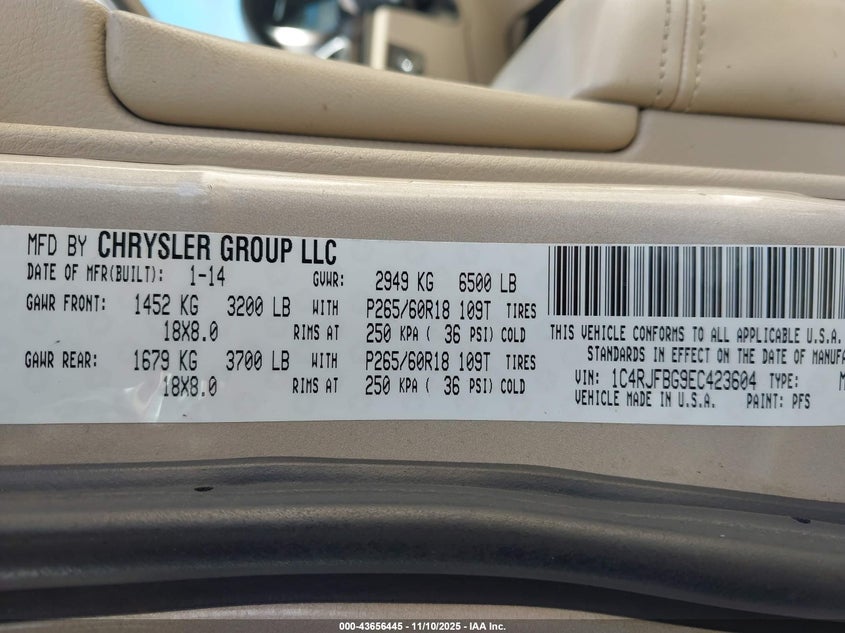 MFD BY CHRYSLER GROUP LLC
DATE OF MFR(BUILT): 1-14 GVWR: 2949 KG 6500 LB
GAWR FRONT: 1452 KG 3200 LB WITH P265/60R18 109T TIRES
18X8.0 RIMS AT 250 KPA ( 36 PSI) COLD
GAWR REAR: 1679 KG 3700 LB WITH P265/60R18 109T TIRES
18X8.0 RIMS AT 250 KPA ( 36 PSI) COLD
THIS VEHICLE CONFORMS TO ALL APPLICABLE U.S.A.
STANDARDS IN EFFECT ON THE DATE OF MANUFA
VIN: 1C4RJFBG9EC423604 TYPE: M
VEHICLE MADE IN U.S.A. PAINT: PFS
000-43656445 - 11/10/2025 - IAA Inc.